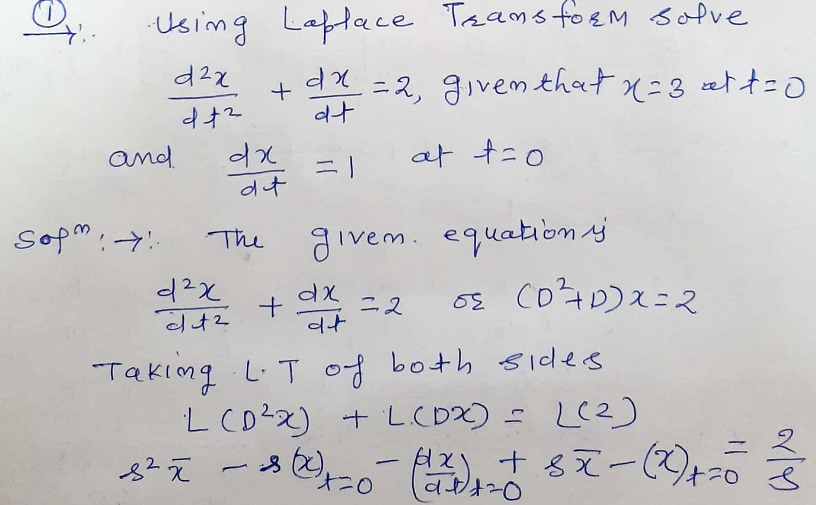 ① →:. Using Laplace Transform solve
d²x/dt² + dx/dt = 2, given that x=3 at t=0
and dx/dt = 1 at t=0
Solⁿ: →:. The given. equation is
d²x/dt² + dx/dt = 2 or (D²+D)x=2
Taking L.T of both sides
L(D²x) + L(Dx) = L(2)
s²x̄ - s(x)t=0 - (dx/dt)t=0 + sx̄ - (x)t=0 = 2/s